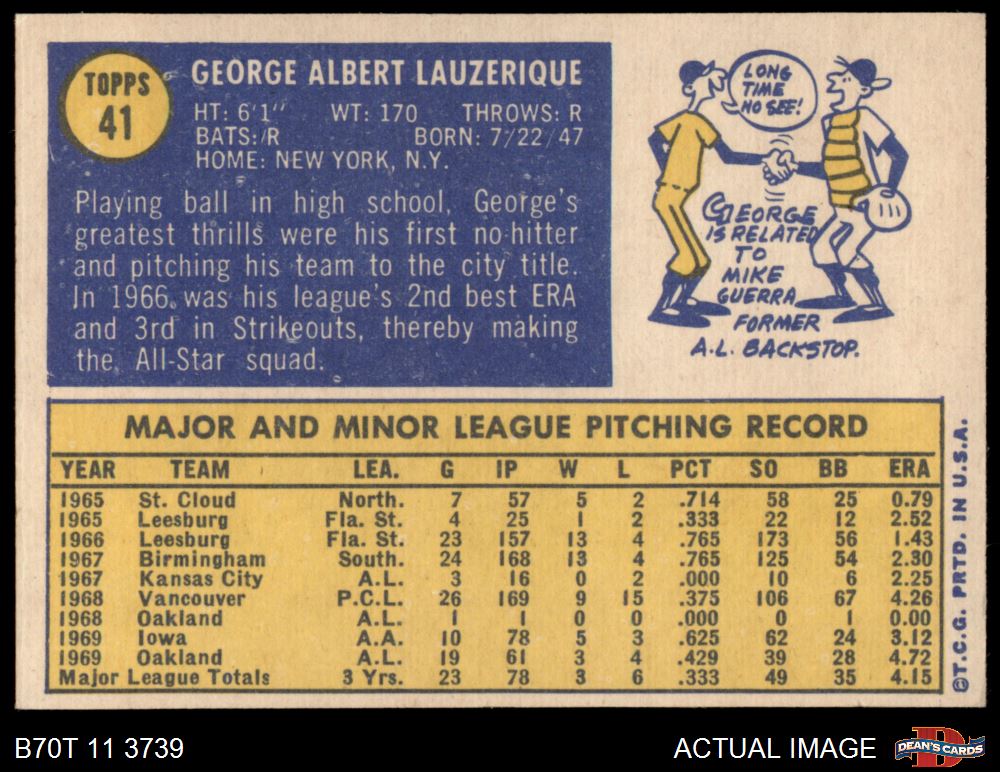 TOPPS
41
GEORGE ALBERT LAUZERIQUE
HT: 6'1" WT: 170 THROWS: R
BATS: R BORN: 7/22/47
HOME: NEW YORK, N.Y.
Playing ball in high school, George's
greatest thrills were his first no-hitter
and pitching his team to the city title.
In 1966 was his league's 2nd best ERA
and 3rd in Strikeouts, thereby making
the All-Star squad.
LONG
TIME
NO SEE!
GEORGE
IS RELATED
TO
MIKE
GUERRA
FORMER
A.L. BACKSTOP.
MAJOR AND MINOR LEAGUE PITCHING RECORD
YEAR TEAM LEA. G IP W L PCT SO BB ERA
1965 St. Cloud North. 7 57 5 2 .714 58 25 0.79
1965 Leesburg Fla. St. 4 25 1 2 .333 22 12 2.52
1966 Leesburg Fla. St. 23 157 13 4 .765 173 56 1.43
1967 Birmingham South. 24 168 13 4 .765 125 54 2.30
1967 Kansas City A.L. 3 16 0 2 .000 10 6 2.25
1968 Vancouver P.C.L. 26 169 9 15 .375 106 67 4.26
1968 Oakland A.L. 1 1 0 0 .000 0 1 0.00
1969 Iowa A.A. 10 78 5 3 .625 62 24 3.12
1969 Oakland A.L. 19 61 3 4 .429 39 28 4.72
Major League Totals 3 Yrs. 23 78 3 6 .333 49 35 4.15
©T.C.G. PRTD. IN U.S.A.
B70T 11 3739
ACTUAL IMAGE
DEAN'S CARDS